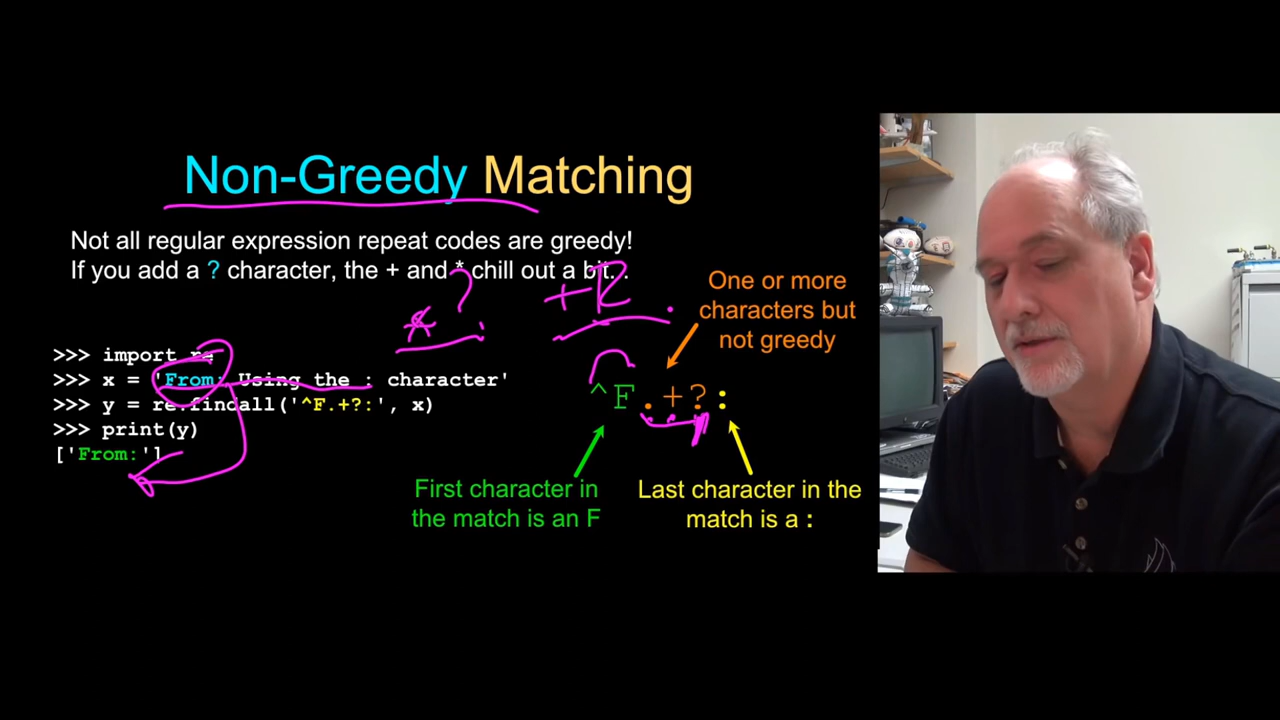 Non-Greedy Matching
Not all regular expression repeat codes are greedy!
If you add a ? character, the + and * chill out a bit...
*?
One or more
characters but
not greedy
>>> import re
>>> x = 'From: Using the : character'
>>> y = re.findall('^F.+?:', x)
>>> print(y)
['From:']
^F.+?:
First character in
the match is an F
Last character in the
match is a :